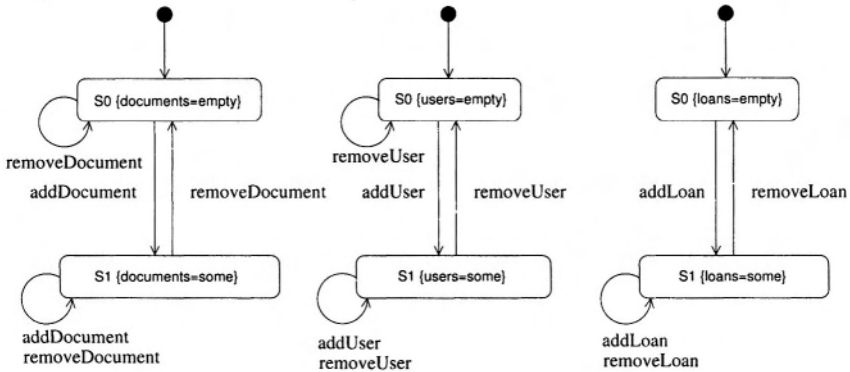 S0 {documents=empty}
removeDocument
addDocument
removeDocument
S1 {documents=some}
addDocument
removeDocument
S0 {users=empty}
removeUser
addUser
removeUser
S1 {users=some}
addUser
removeUser
S0 {loans=empty}
addLoan
removeLoan
S1 {loans=some}
addLoan
removeLoan